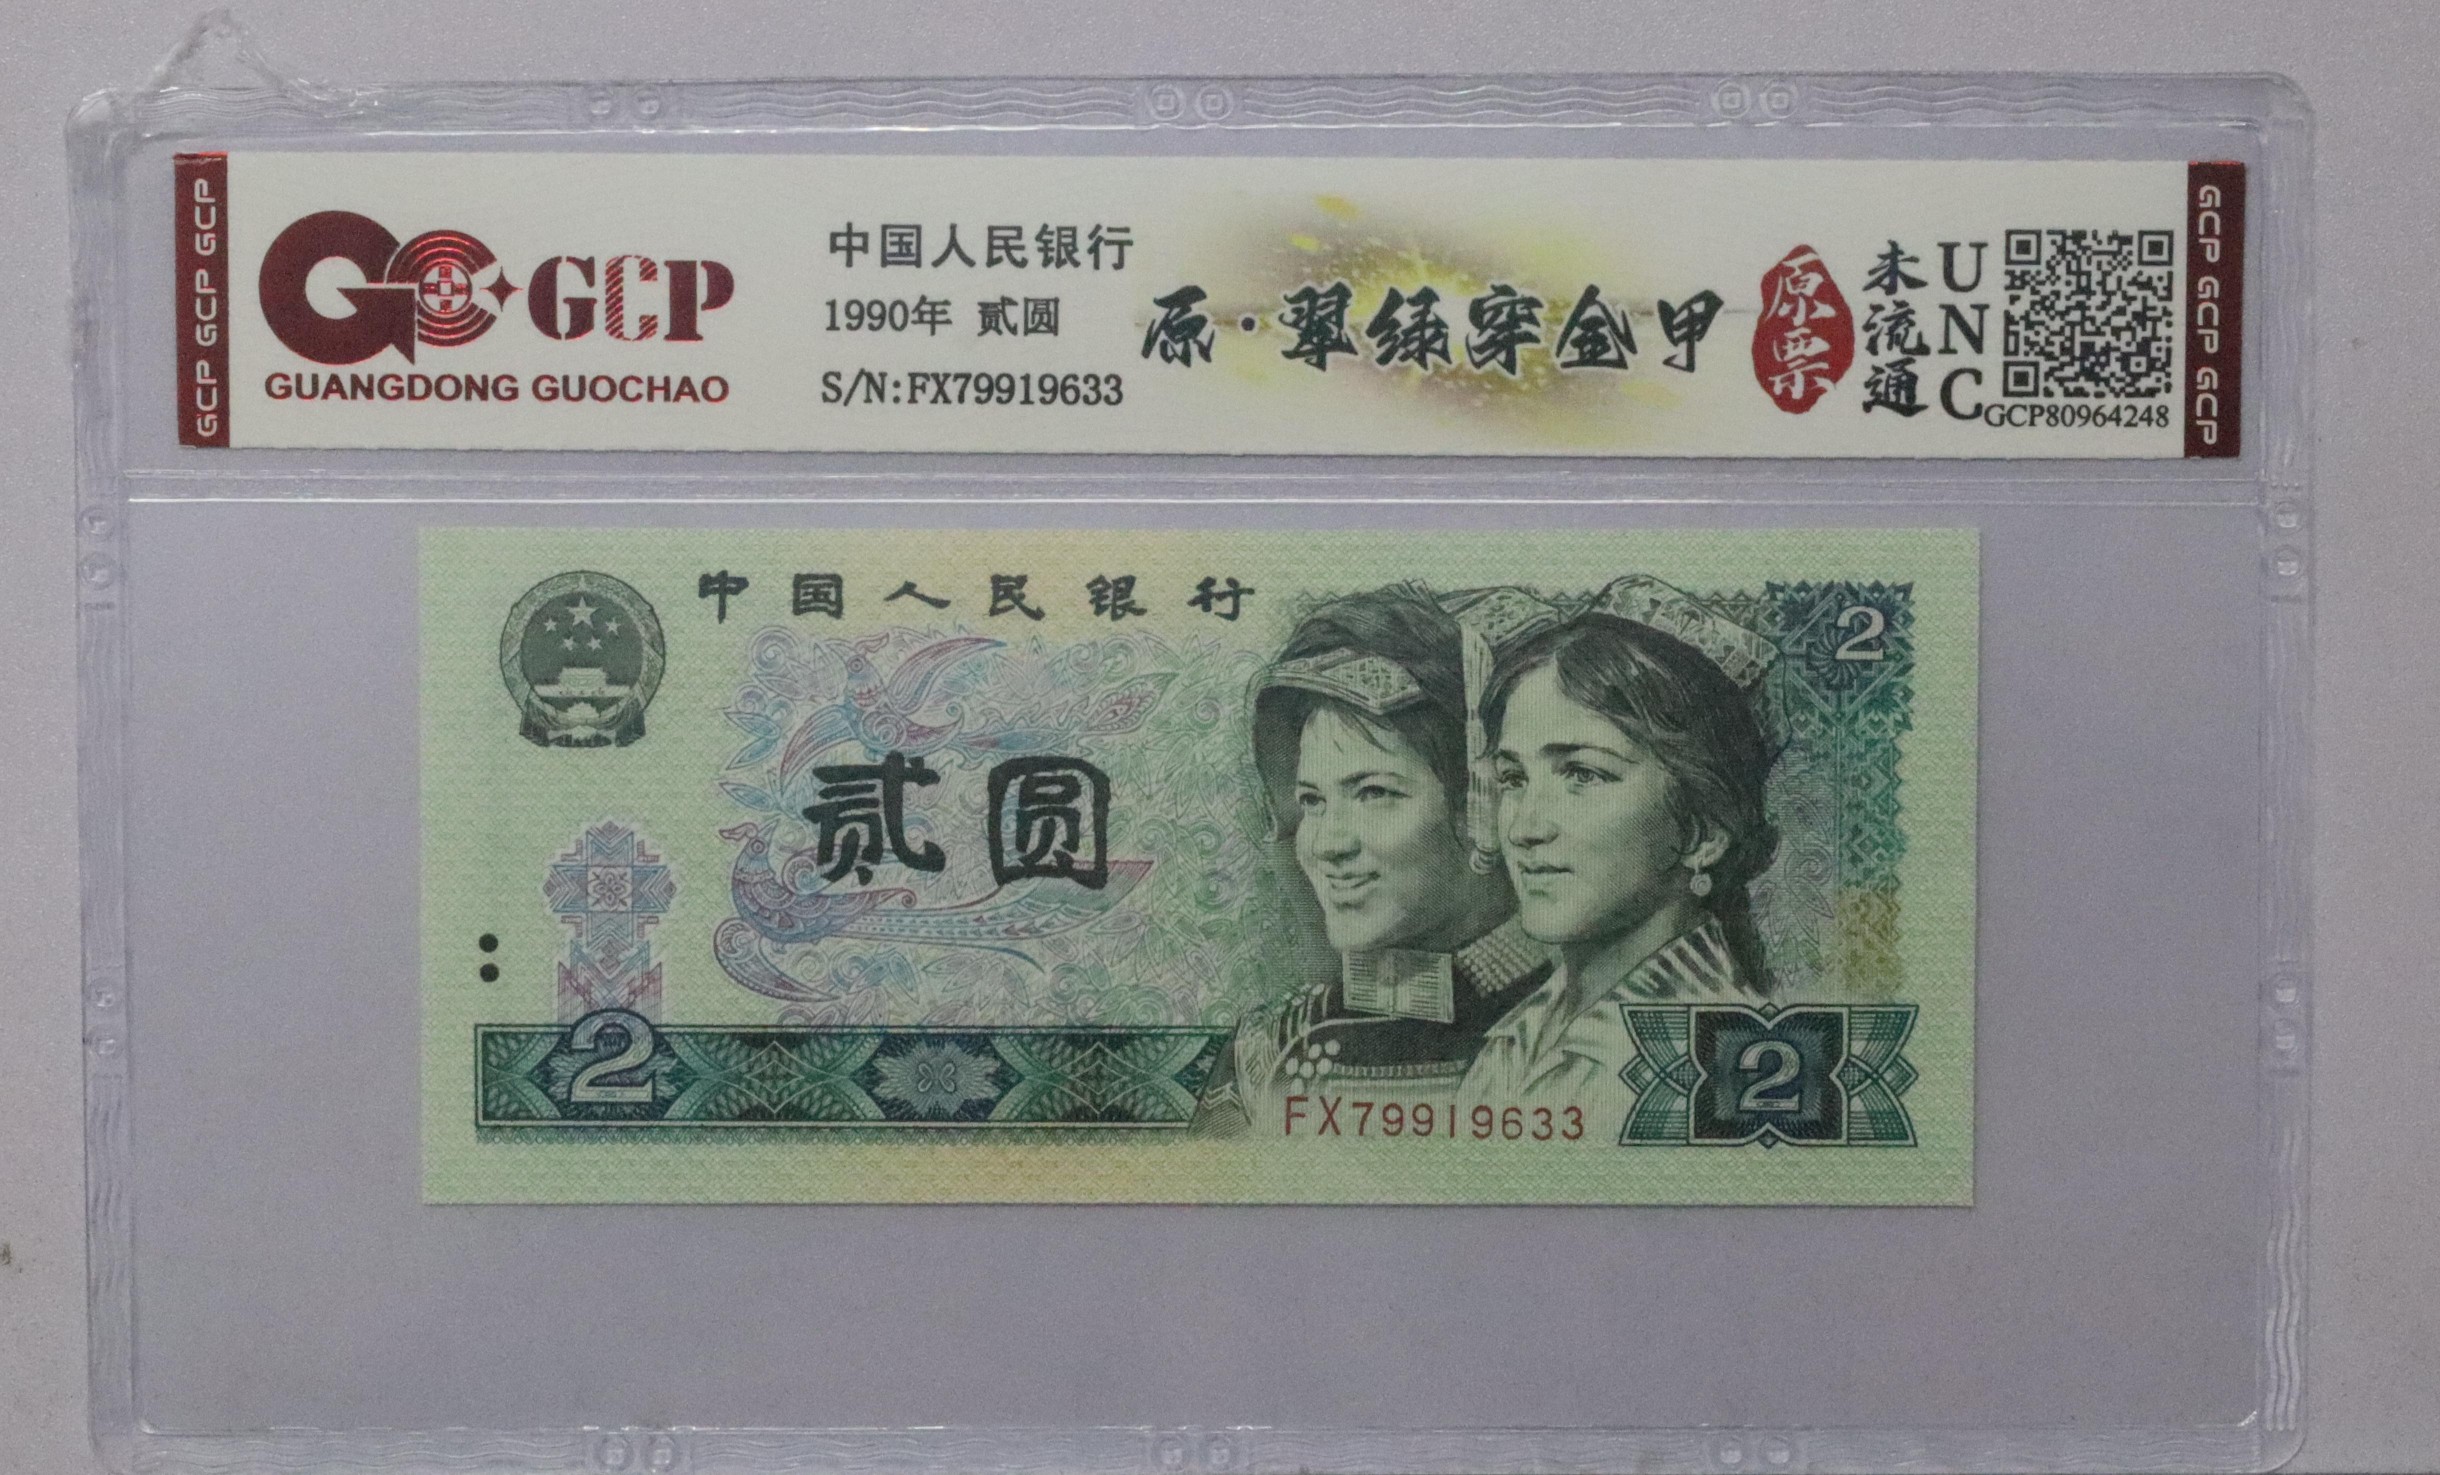 GCP GCP GCP
GCP
GUANGDONG GUOCHAO
中国人民银行
1990年 贰圆
S/N:FX79919633
原·翠绿穿金甲
原票
未流通
UNC
GCP80964248
GCP GCP GCP
中国人民银行
2
贰圆
2
FX79919633
2